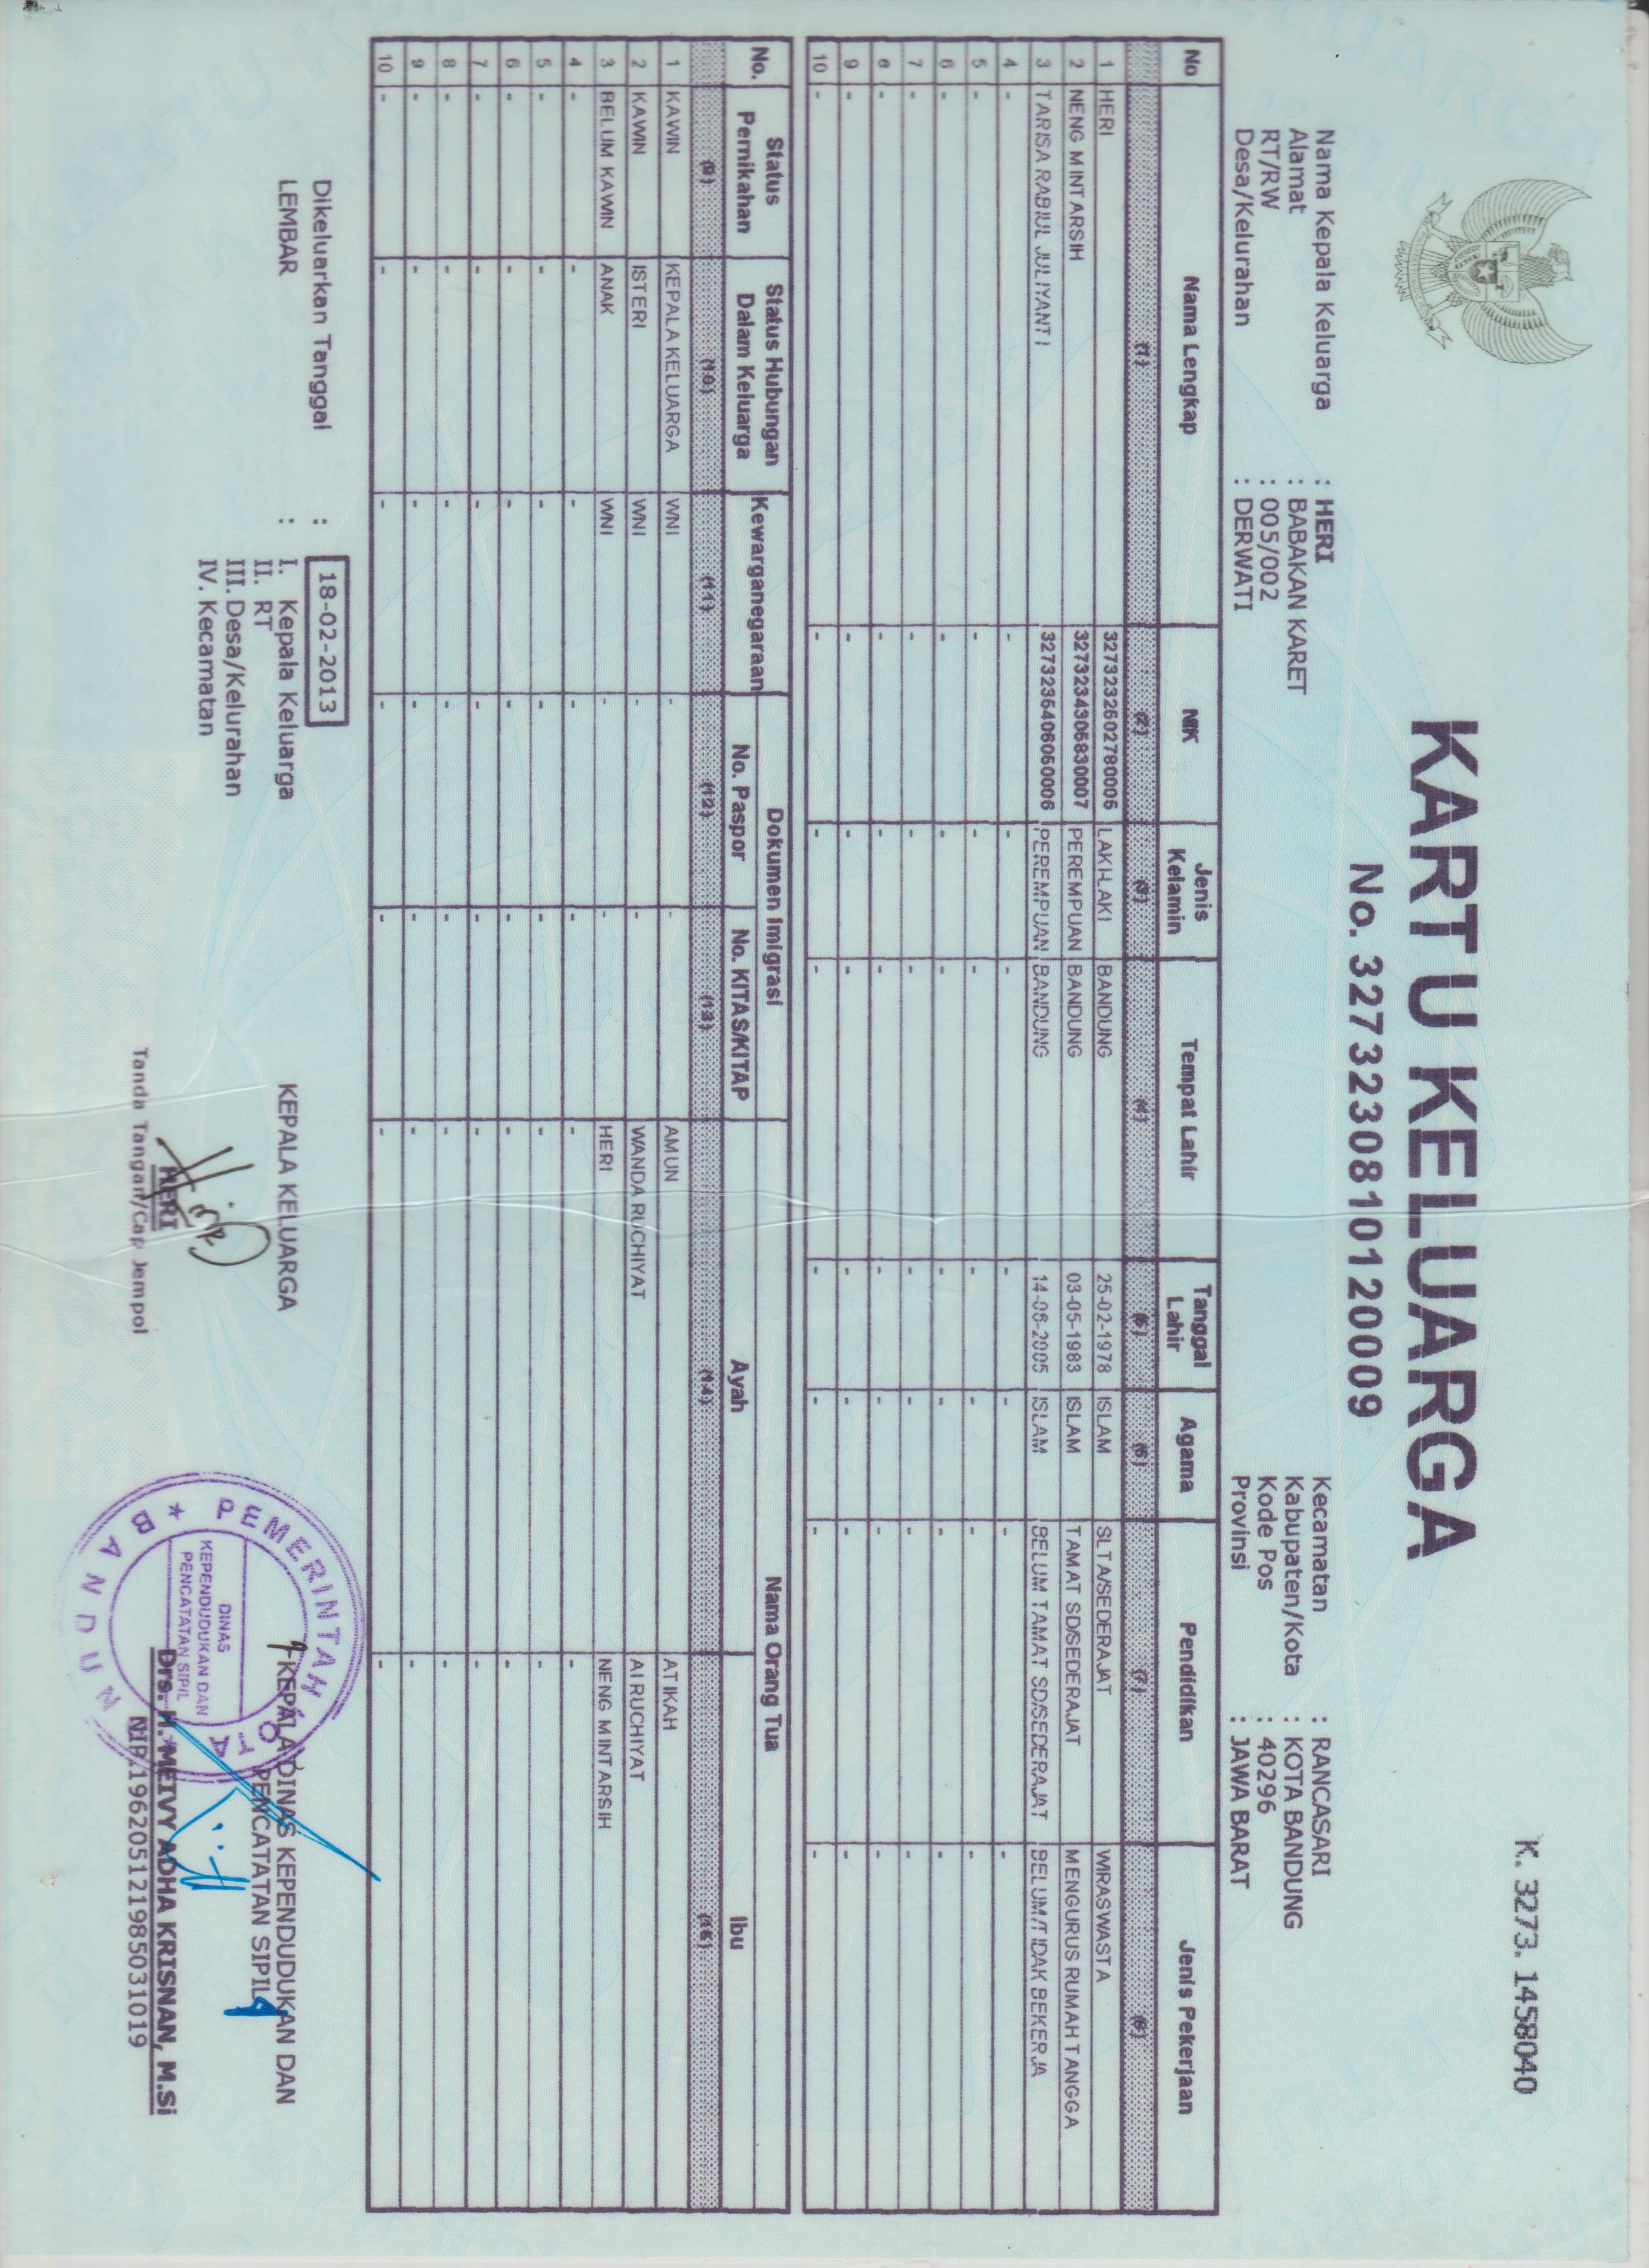 K. 3273. 1458040
KARTU KELUARGA
No. 3273230810120009
Nama Kepala Keluarga : HERI
Alamat : BABAKAN KARET
RT/RW : 005/002
Desa/Kelurahan : DERWATI
Kecamatan : RANCASARI
Kabupaten/Kota : KOTA BANDUNG
Kode Pos : 40296
Provinsi : JAWA BARAT
No Nama Lengkap NIK Jenis Kelamin Tempat Lahir Tanggal Lahir Agama Pendidikan Jenis Pekerjaan
(1) (2) (3) (4) (5) (6) (7) (8)
1 HERI 3273232502780005 LAKI-LAKI BANDUNG 25-02-1978 ISLAM SLTA/SEDERAJAT WIRASWASTA
2 NENG MINTARSIH 3273234305830007 PEREMPUAN BANDUNG 03-05-1983 ISLAM TAMAT SD/SEDERAJAT MENGURUS RUMAH TANGGA
3 TARISA RABIUL JULIYANTI 3273235406050006 PEREMPUAN BANDUNG 14-06-2005 ISLAM BELUM TAMAT SD/SEDERAJAT BELUM/TIDAK BEKERJA
4 - - - - - - - -
5 - - - - - - - -
6 - - - - - - - -
7 - - - - - - - -
8 - - - - - - - -
9 - - - - - - - -
10 - - - - - - - -
No. Status Pernikahan Status Hubungan Dalam Keluarga Kewarganegaraan Dokumen Imigrasi Nama Orang Tua
No. Paspor No. KITAS/KITAP Ayah Ibu
(9) (10) (11) (12) (13) (14) (15)
1 KAWIN KEPALA KELUARGA WNI - - AMUN ATIKAH
2 KAWIN ISTERI WNI - - WANDA RUCHIYAT AI RUCHIYAT
3 BELUM KAWIN ANAK WNI - - HERI NENG MINTARSIH
4 - - - - - - -
5 - - - - - - -
6 - - - - - - -
7 - - - - - - -
8 - - - - - - -
9 - - - - - - -
10 - - - - - - -
Dikeluarkan Tanggal : 18-02-2013
LEMBAR : I. Kepala Keluarga
II. RT
III. Desa/Kelurahan
IV. Kecamatan
KEPALA KELUARGA
HERI
Tanda Tangan/Cap Jempol
KEPALA DINAS KEPENDUDUKAN DAN
PENCATATAN SIPIL
PEMERINTAH KOTA
DINAS
KEPENDUDUKAN DAN
PENCATATAN SIPIL
BANDUNG
Drs. H. MEIVY ADHA KRISNAN, M.Si
NIP.196205121985031019